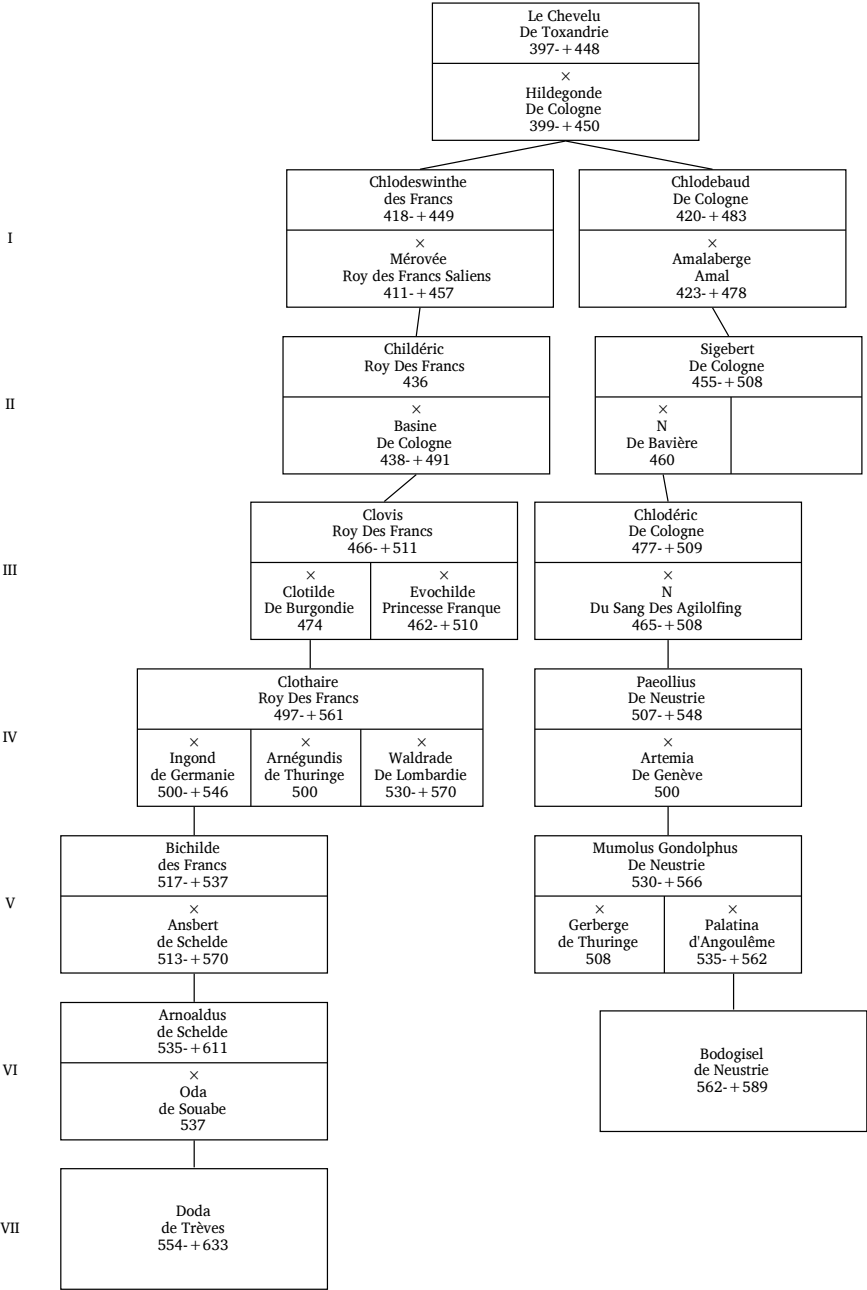 Le Chevelu
De Toxandrie
397-+448
×
Hildegonde
De Cologne
399-+450
I
Chlodeswinthe
des Francs
418-+449
×
Mérovée
Roy des Francs Saliens
411-+457
Chlodebaud
De Cologne
420-+483
×
Amalaberge
Amal
423-+478
II
Childéric
Roy Des Francs
436
×
Basine
De Cologne
438-+491
Sigebert
De Cologne
455-+508
×
N
De Bavière
460
III
Clovis
Roy Des Francs
466-+511
×
Clotilde
De Burgondie
474
×
Evochilde
Princesse Franque
462-+510
Chlodéric
De Cologne
477-+509
×
N
Du Sang Des Agilolfing
465-+508
IV
Clothaire
Roy Des Francs
497-+561
×
Ingond
de Germanie
500-+546
×
Arnégundis
de Thuringe
500
×
Waldrade
De Lombardie
530-+570
Paeollius
De Neustrie
507-+548
×
Artemia
De Genève
500
V
Bichilde
des Francs
517-+537
×
Ansbert
de Schelde
513-+570
Mumolus Gondolphus
De Neustrie
530-+566
×
Gerberge
de Thuringe
508
×
Palatina
d'Angoulême
535-+562
VI
Arnoaldus
de Schelde
535-+611
×
Oda
de Souabe
537
Bodogisel
de Neustrie
562-+589
VII
Doda
de Trèves
554-+633